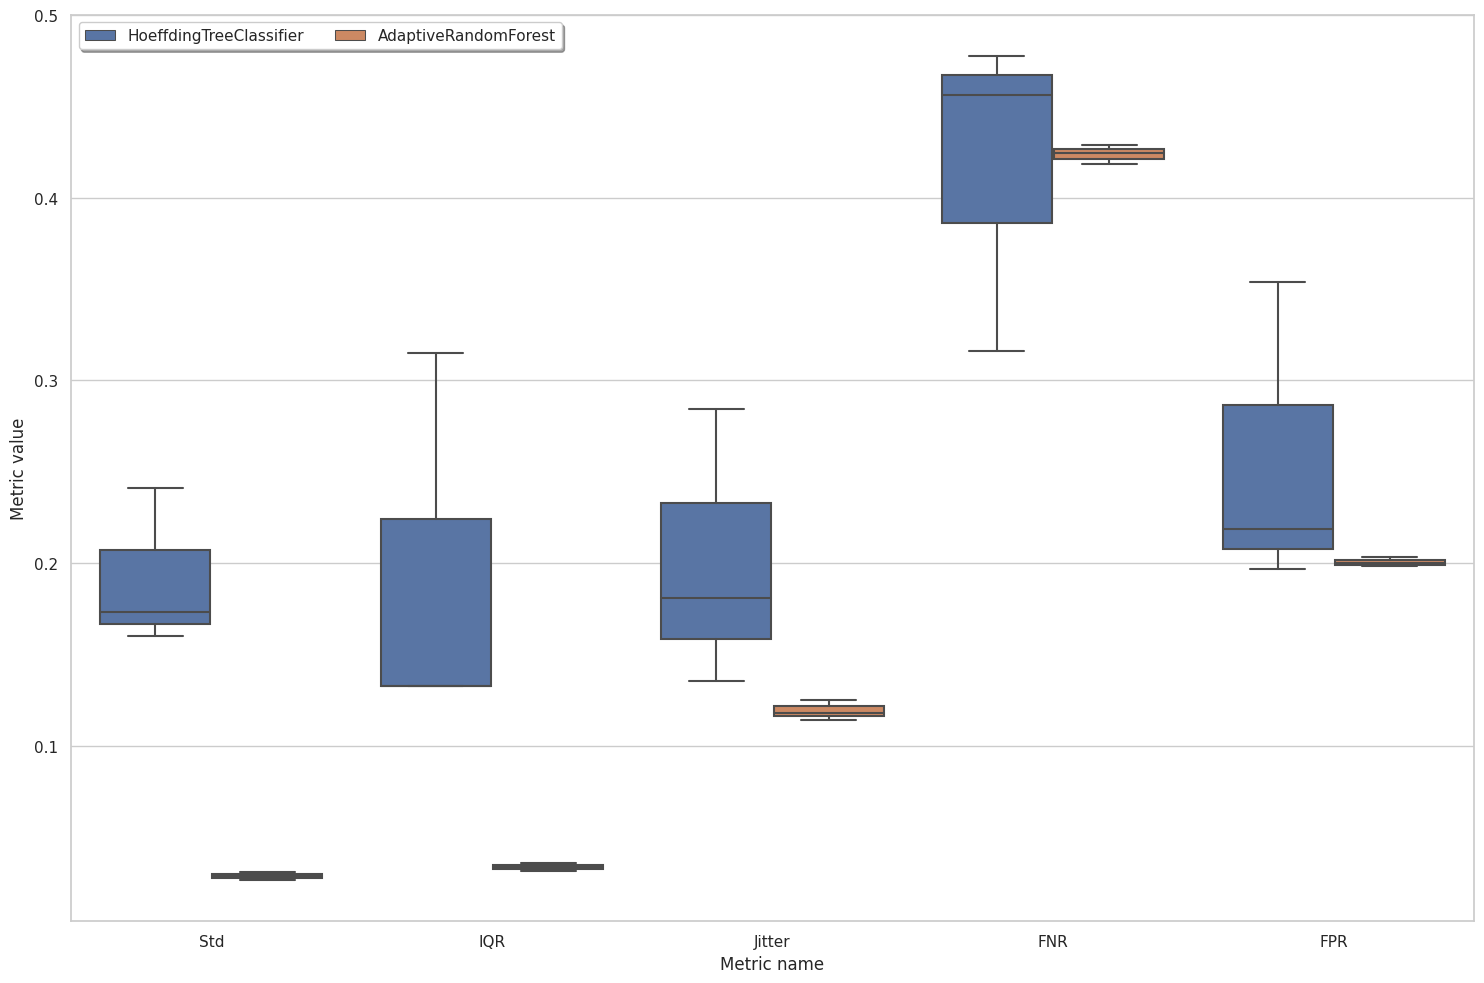 0.5
HoeffdingTreeClassifier AdaptiveRandomForest
0.4
0.3
0.2
0.1
Metric value
Std IQR Jitter FNR FPR
Metric name